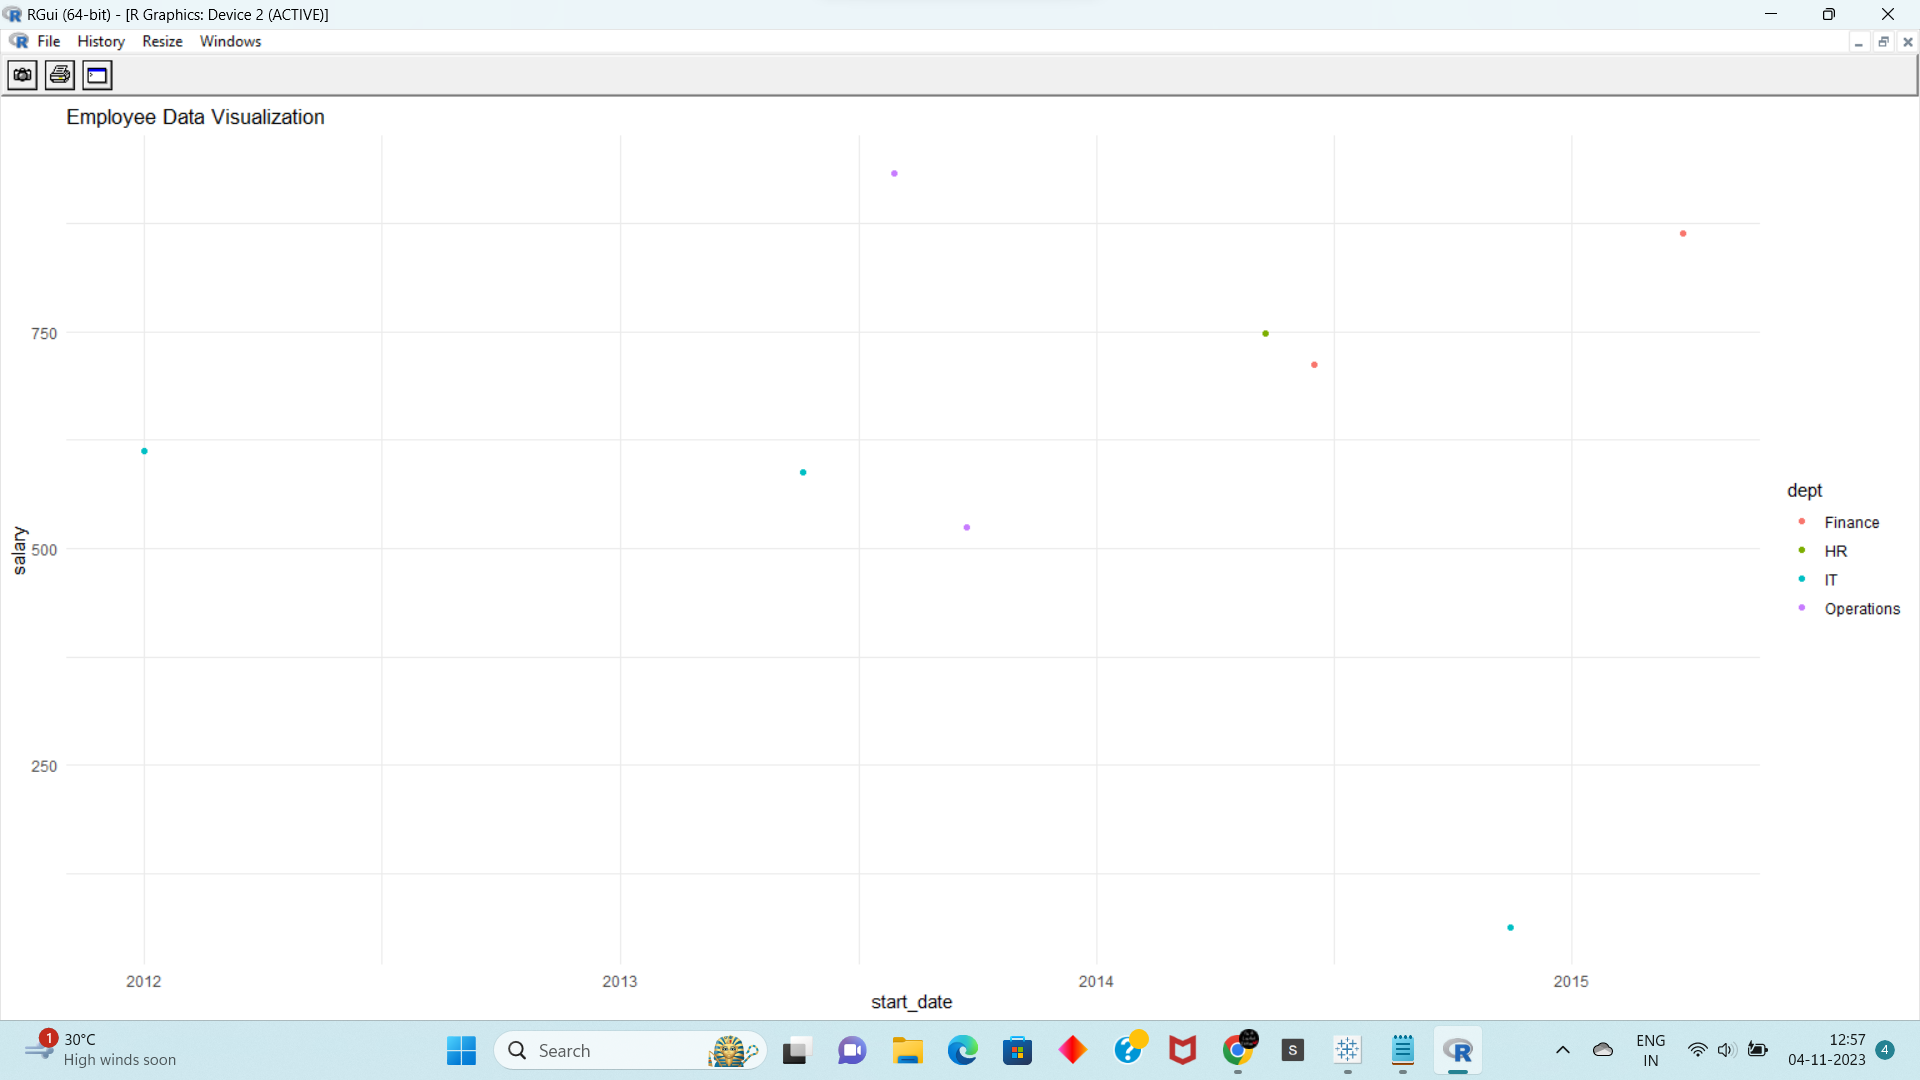 RGui (64-bit) - [R Graphics: Device 2 (ACTIVE)]
File History Resize Windows
Employee Data Visualization
750
500
250
salary
2012 2013 2014 2015
start_date
dept
Finance
HR
IT
Operations
1
30°C
High winds soon
Search
S
ENG
IN
12:57
04-11-2023
4